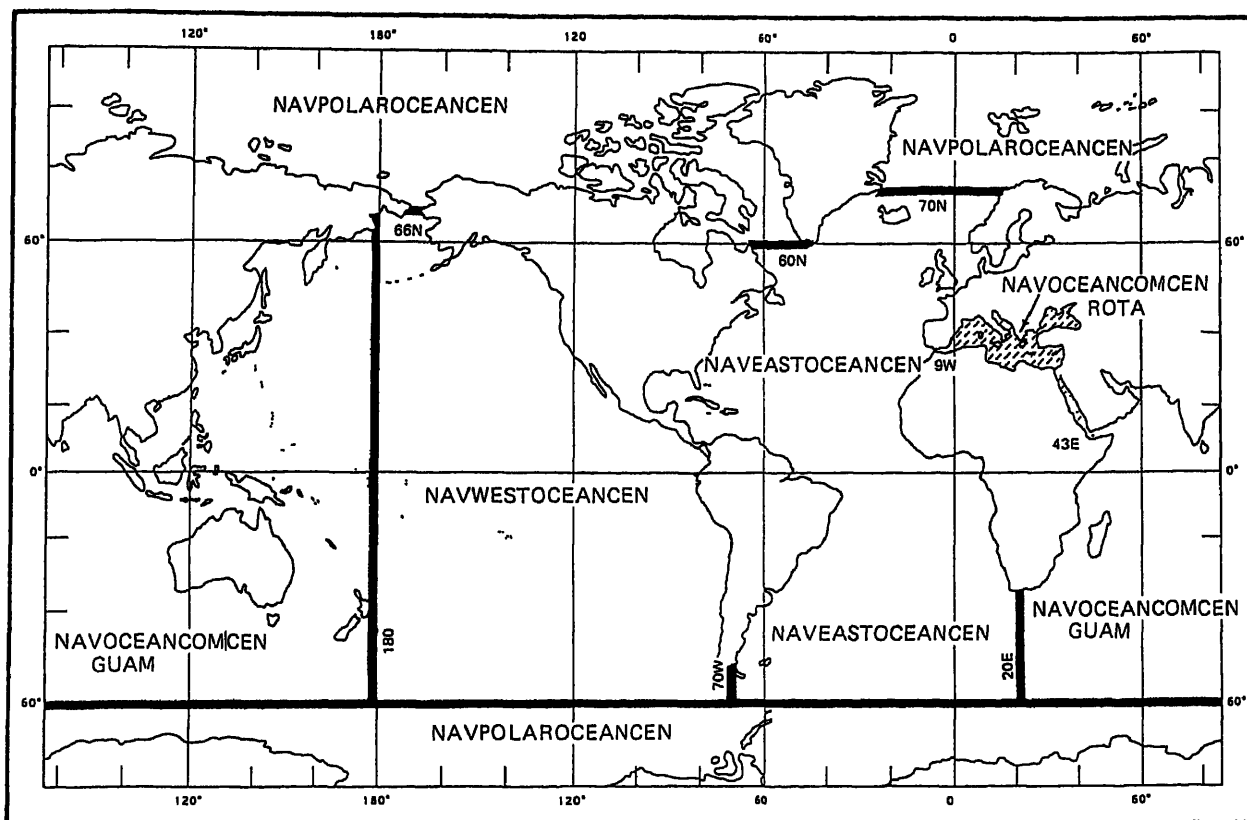 120° 180° 120 60° 0 60°
NAVPOLAROCEANCEN
NAVPOLAROCEANCEN
70N
66N
60° 60°
60N
NAVOCEANCOMCEN
ROTA
NAVEASTOCEANCEN
9W
43E
0° 0°
NAVWESTOCEANCEN
NAVOCEANCOMCEN
GUAM
180
70W
NAVEASTOCEANCEN
20E
NAVOCEANCOMCEN
GUAM
60° 60°
NAVPOLAROCEANCEN
120° 180° 120° 60 0 60°